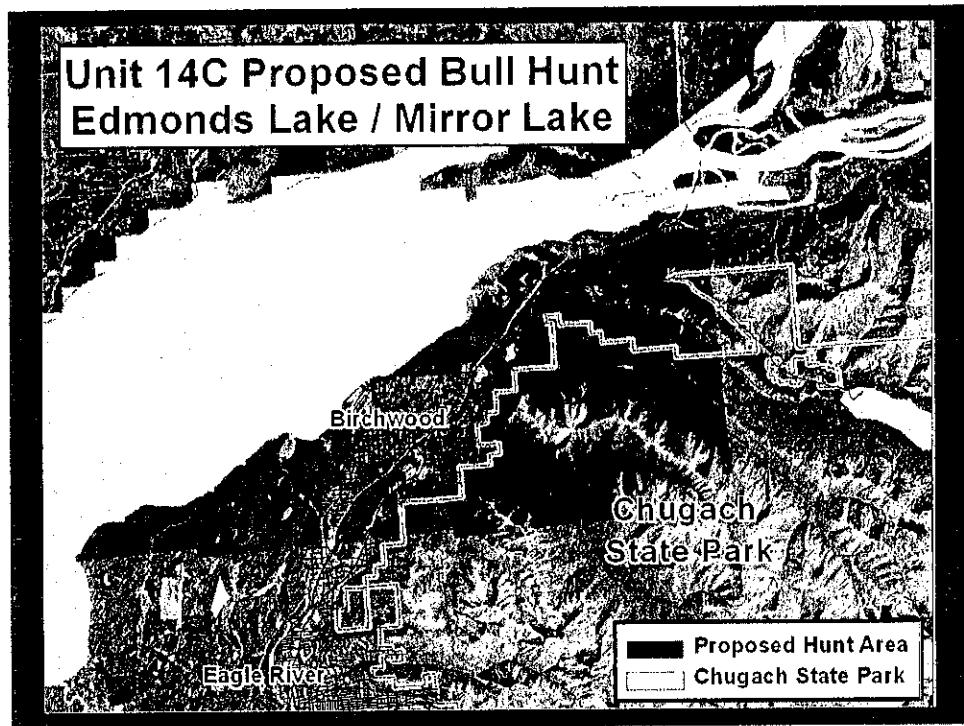 Unit 14C Proposed Bull Hunt
Edmonds Lake / Mirror Lake
Birchwood
Chugach
State Park
Eagle River
Proposed Hunt Area
Chugach State Park